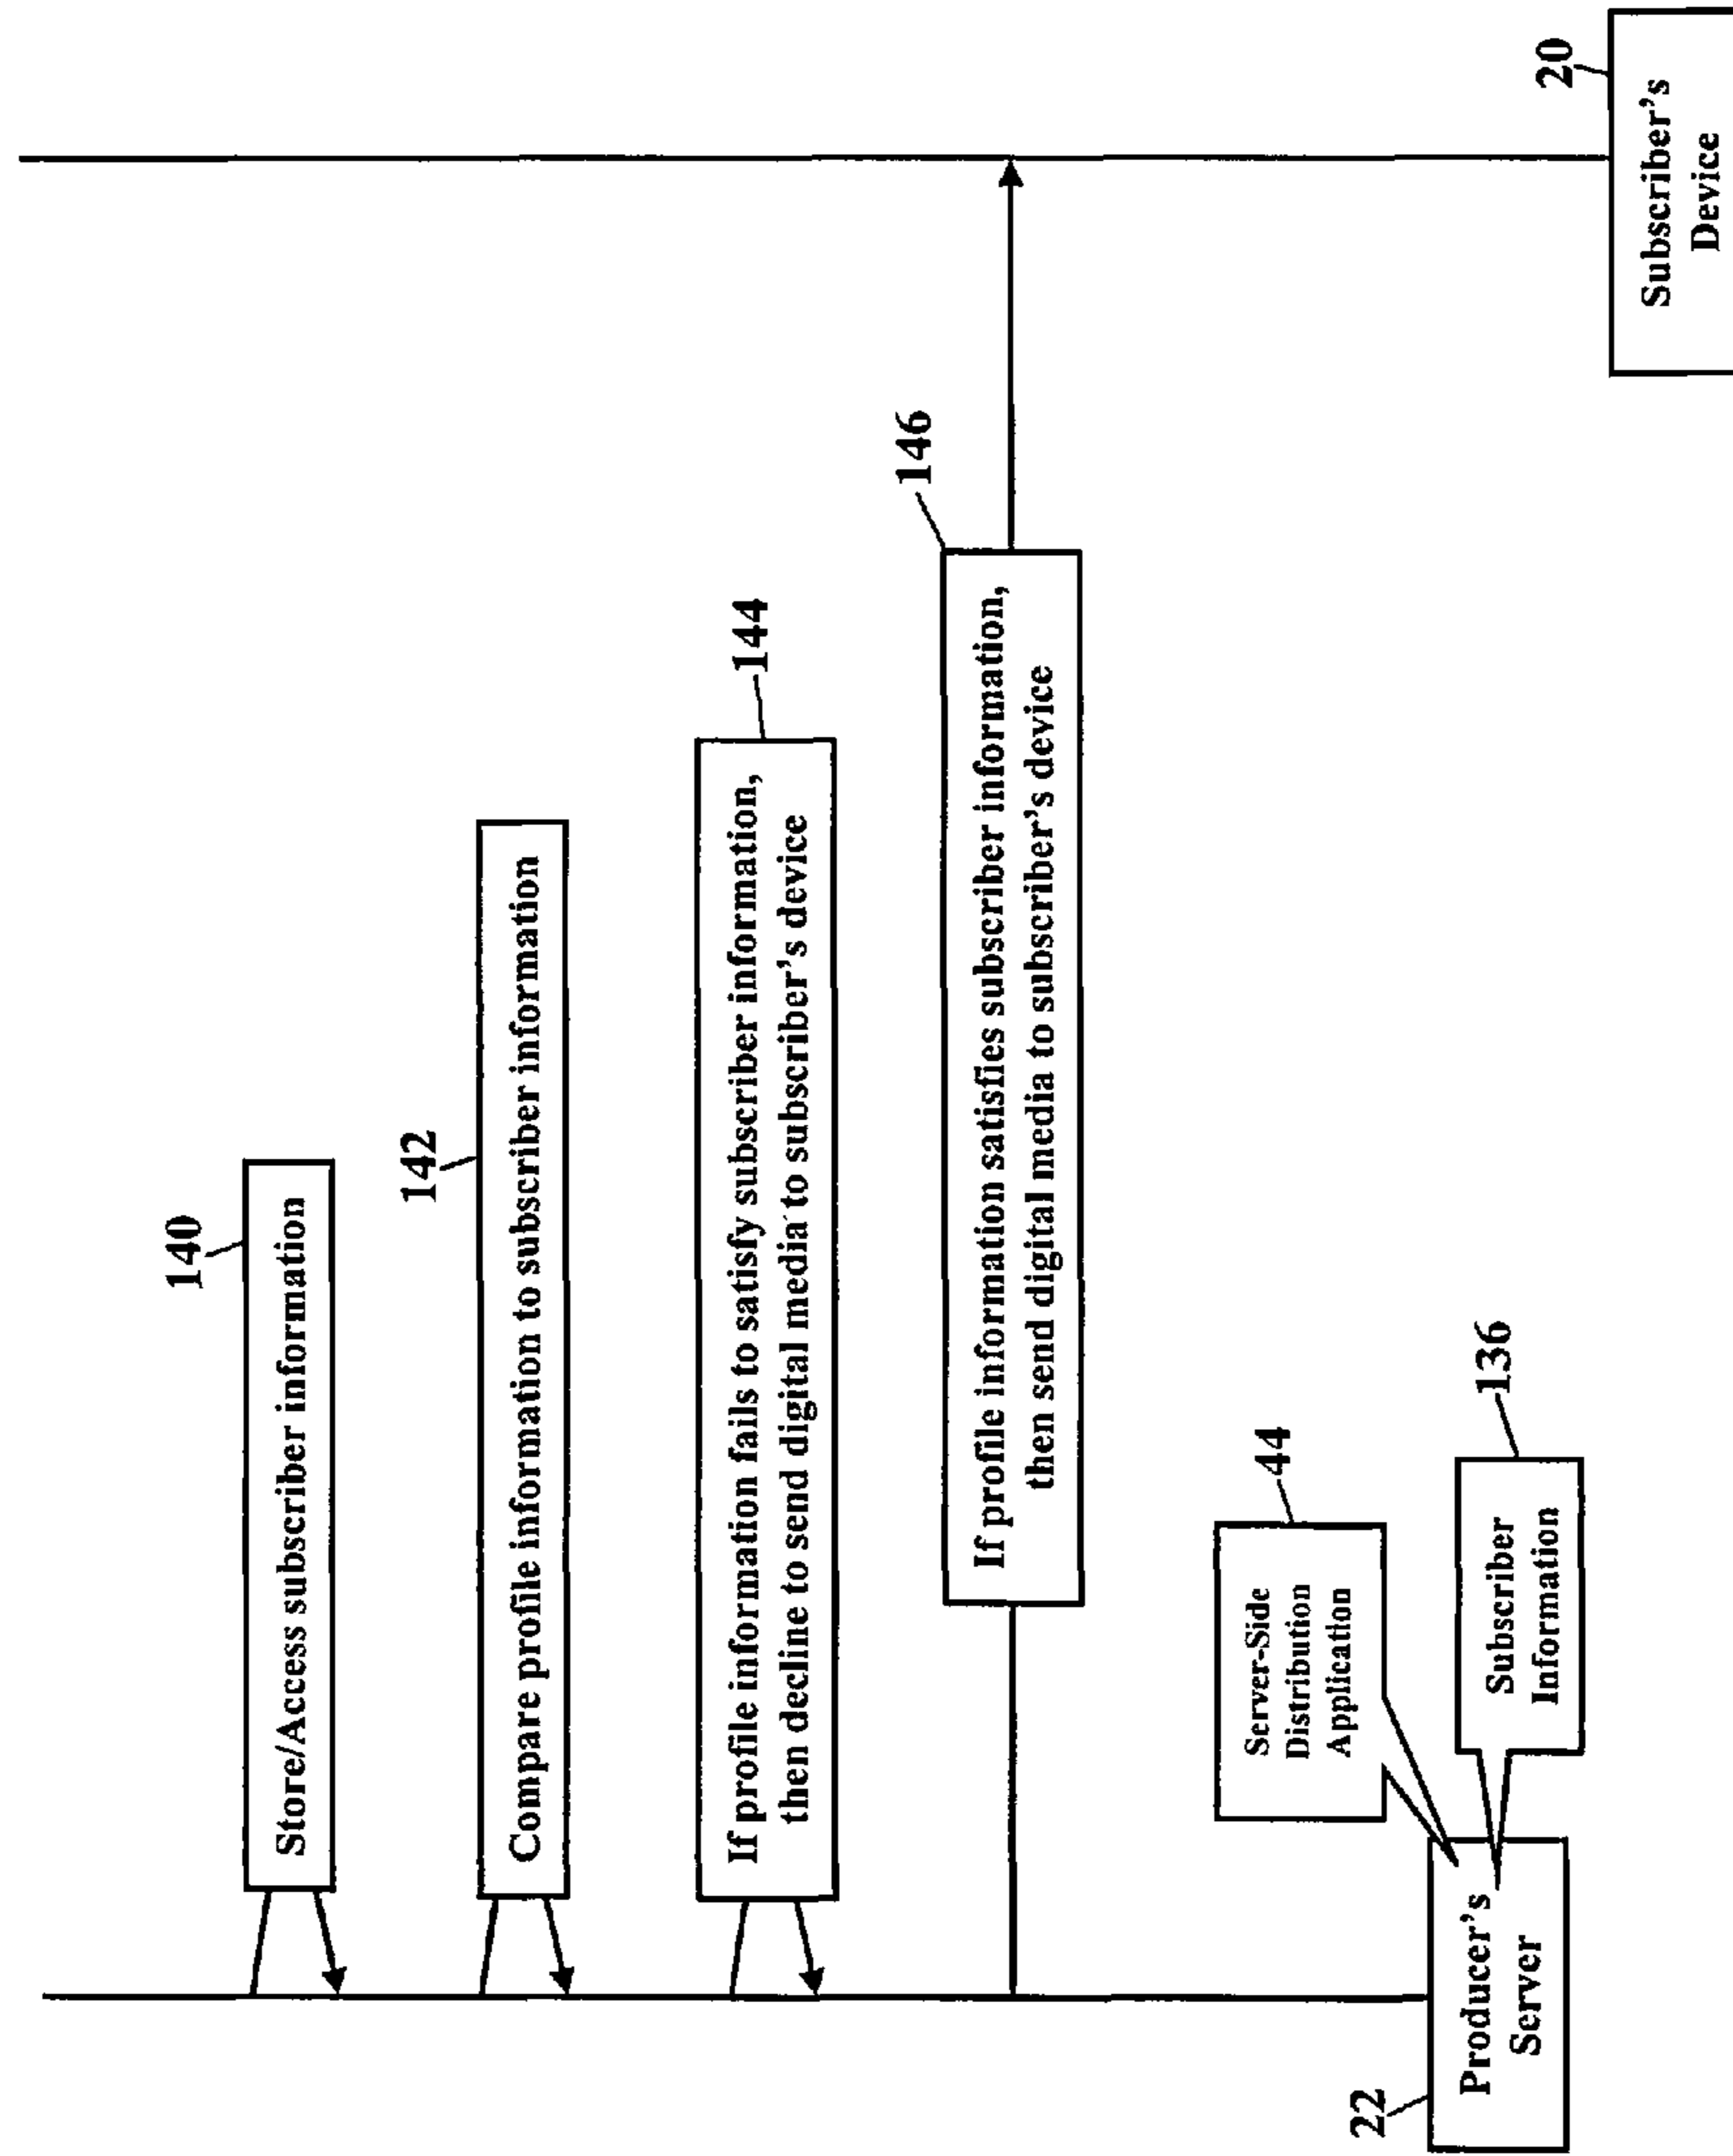 140
Store/Access subscriber information
142
Compare profile information to subscriber information
144
If profile information fails to satisfy subscriber information,
then decline to send digital media to subscriber's device
146
If profile information satisfies subscriber information,
then send digital media to subscriber's device
44
Server-Side
Distribution
Application
136
Subscriber
Information
22
Producer's
Server
20
Subscriber's
Device